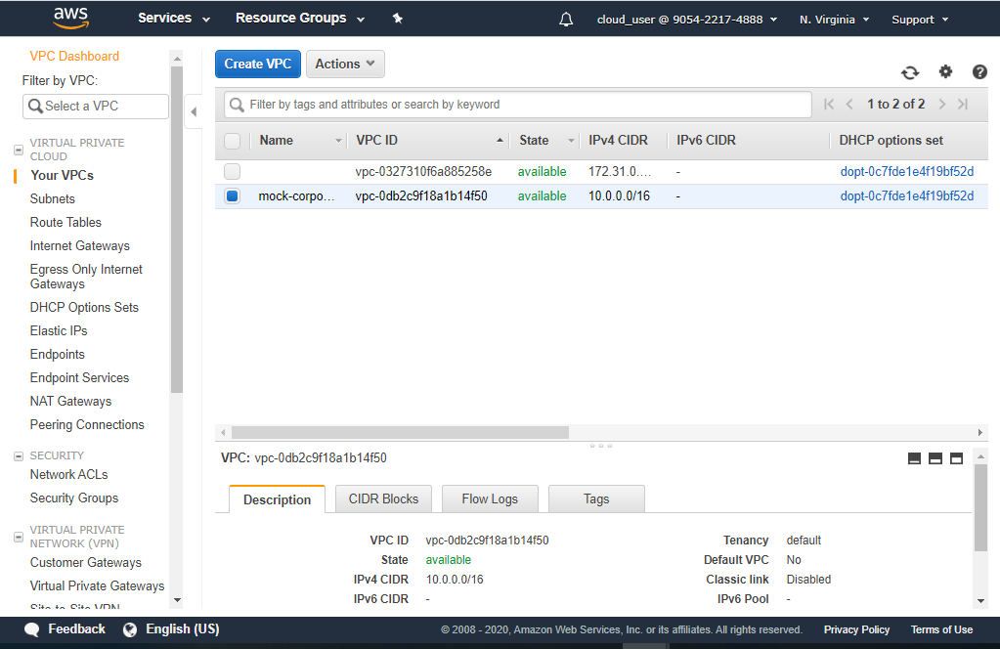 aws Services Resource Groups cloud_user @ 9054-2217-4888 N. Virginia Support
VPC Dashboard
Filter by VPC:
Select a VPC
VIRTUAL PRIVATE
CLOUD
Your VPCs
Subnets
Route Tables
Internet Gateways
Egress Only Internet
Gateways
DHCP Options Sets
Elastic IPs
Endpoints
Endpoint Services
NAT Gateways
Peering Connections
SECURITY
Network ACLs
Security Groups
VIRTUAL PRIVATE
NETWORK (VPN)
Customer Gateways
Virtual Private Gateways
Site-to-Site VPN
Create VPC Actions
Filter by tags and attributes or search by keyword 1 to 2 of 2
Name VPC ID State IPv4 CIDR IPv6 CIDR DHCP options set
vpc-0327310f6a885258e available 172.31.0.... - dopt-0c7fde1e4f19bf52d
mock-corpo... vpc-0db2c9f18a1b14f50 available 10.0.0.0/16 - dopt-0c7fde1e4f19bf52d
VPC: vpc-0db2c9f18a1b14f50
Description CIDR Blocks Flow Logs Tags
VPC ID vpc-0db2c9f18a1b14f50 Tenancy default
State available Default VPC No
IPv4 CIDR 10.0.0.0/16 Classic link Disabled
IPv6 CIDR - IPv6 Pool -
Feedback English (US) © 2008 - 2020, Amazon Web Services, Inc. or its affiliates. All rights reserved. Privacy Policy Terms of Use